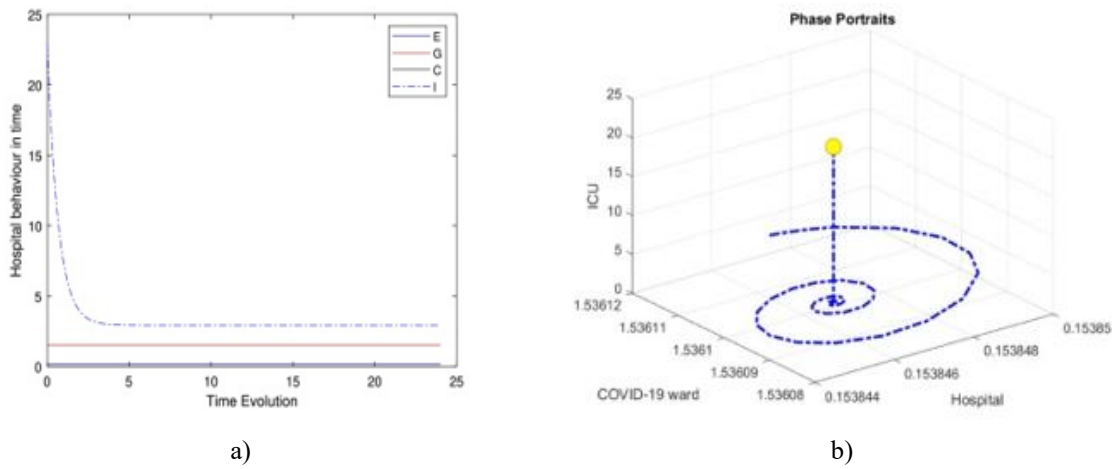 25
20
15
10
5
0
0 5 10 15 20 25
Hospital behaviour in time
Time Evolution
E
G
C
I
a)
Phase Portraits
25
20
15
10
5
0
ICU
1.53612
1.53611
1.5361
1.53609
1.53608
COVID-19 ward
0.153844
0.153846
0.153848
0.15385
Hospital
b)